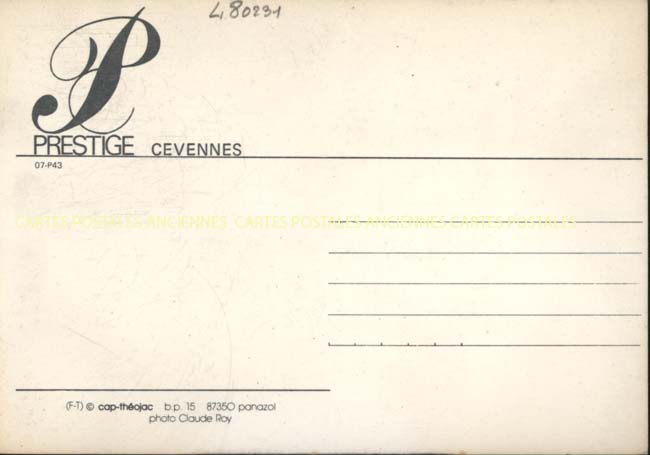 L 80231
P
PRESTIGE CEVENNES
07-P43
CARTES POSTALES ANCIENNES CARTES POSTALES ANCIENNES CARTES POSTALES
(F-T) © cap-théojac b.p. 15 87350 panazol
photo Claude Roy